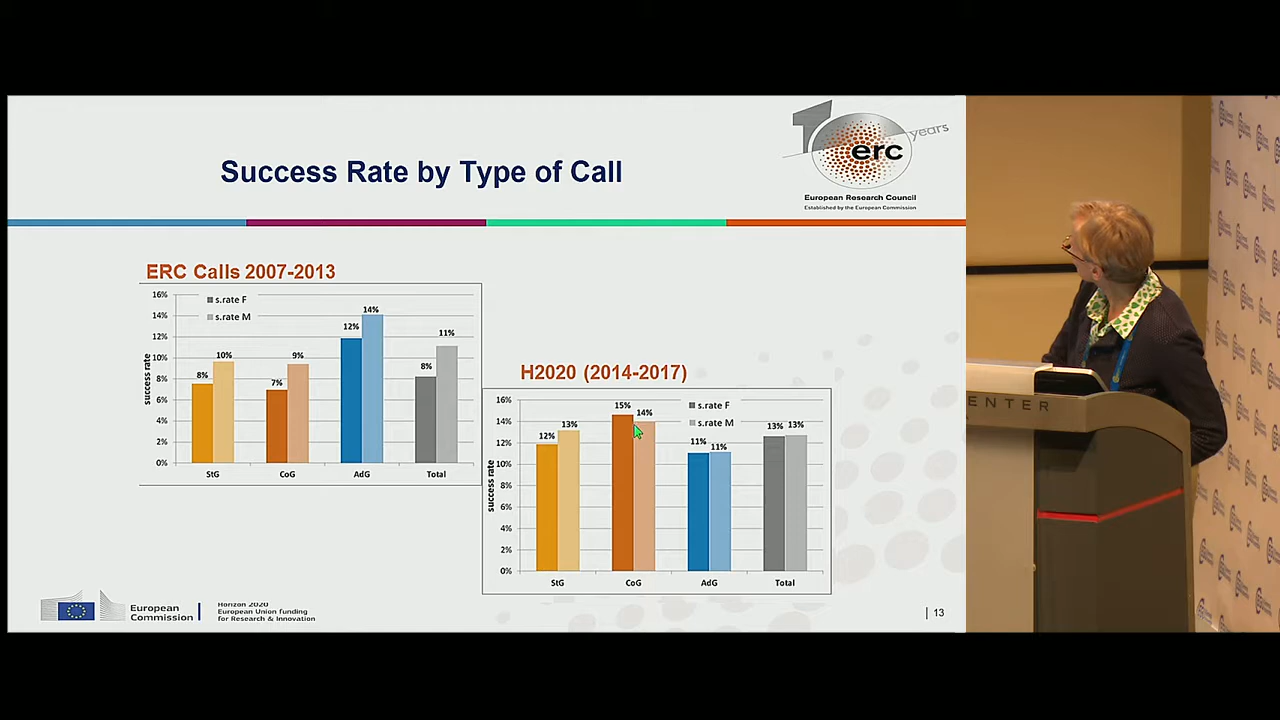 Success Rate by Type of Call
10 years
erc
European Research Council
Established by the European Commission
ERC Calls 2007-2013
16%
14%
12%
10%
8%
6%
4%
2%
0%
success rate
s.rate F
s.rate M
8%
10%
7%
9%
12%
14%
8%
11%
StG
CoG
AdG
Total
H2020 (2014-2017)
16%
14%
12%
10%
8%
6%
4%
2%
0%
success rate
s.rate F
s.rate M
12%
13%
15%
14%
11%
11%
13%
13%
StG
CoG
AdG
Total
European
Commission
Horizon 2020
European Union funding
for Research & Innovation
| 13
ENTER